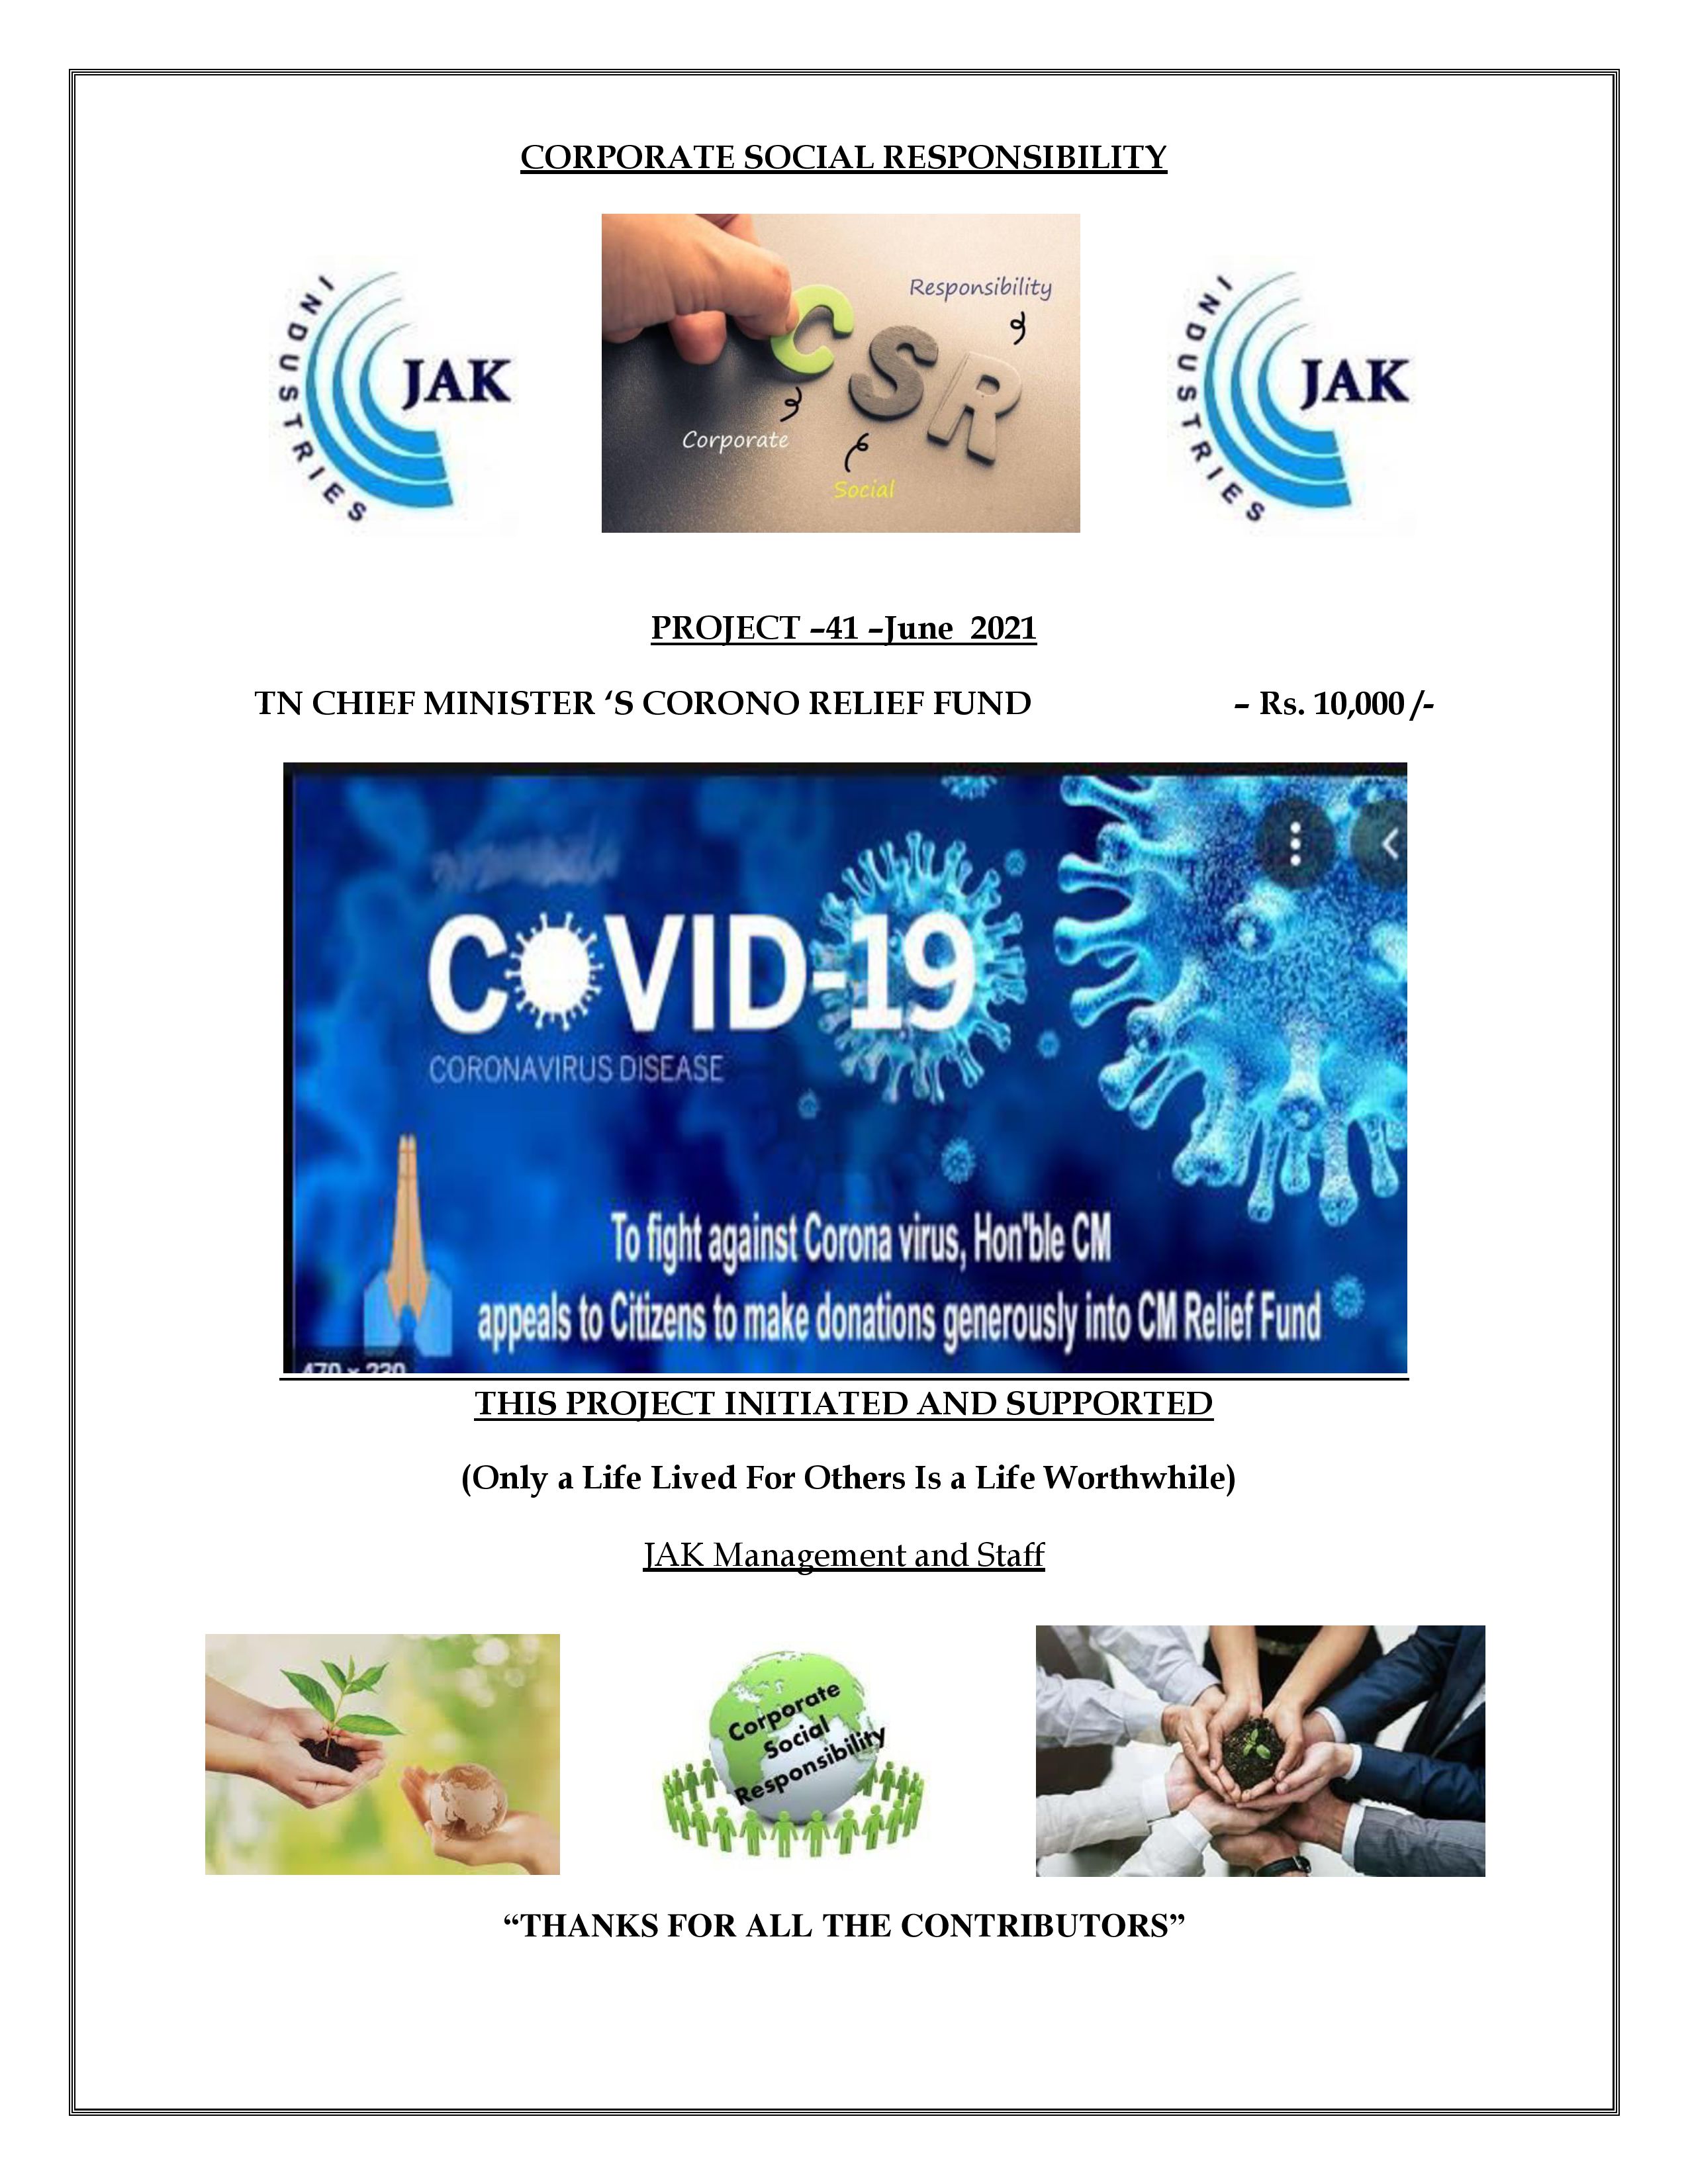 CORPORATE SOCIAL RESPONSIBILITY
INDUSTRIES
JAK
Responsibility
C S R
Corporate
Social
INDUSTRIES
JAK
PROJECT –41 –June 2021
TN CHIEF MINISTER ‘S CORONO RELIEF FUND – Rs. 10,000 /-
COVID-19
CORONAVIRUS DISEASE
To fight against Corona virus, Hon'ble CM
appeals to Citizens to make donations generously into CM Relief Fund
470 × 220
THIS PROJECT INITIATED AND SUPPORTED
(Only a Life Lived For Others Is a Life Worthwhile)
JAK Management and Staff
Corporate
Social
Responsibility
“THANKS FOR ALL THE CONTRIBUTORS”